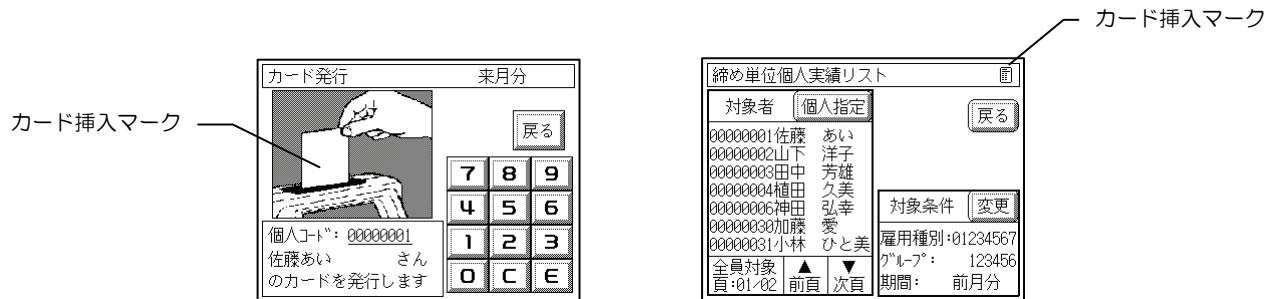 カード挿入マーク
カード挿入マーク
カード発行 来月分
戻る
7 8 9
4 5 6
1 2 3
0 C E
個人ｺｰﾄﾞ: 00000001
佐藤あい さん
のカードを発行します
締め単位個人実績リスト
対象者 個人指定
戻る
00000001佐藤 あい
00000002山下 洋子
00000003田中 芳雄
00000004植田 久美
00000006神田 弘幸
00000030加藤 愛
00000031小林 ひと美
全員対象 ▲ ▼
頁:01/02 前頁 次頁
対象条件 変更
雇用種別:01234567
ｸﾞﾙｰﾌﾟ: 123456
期間: 前月分